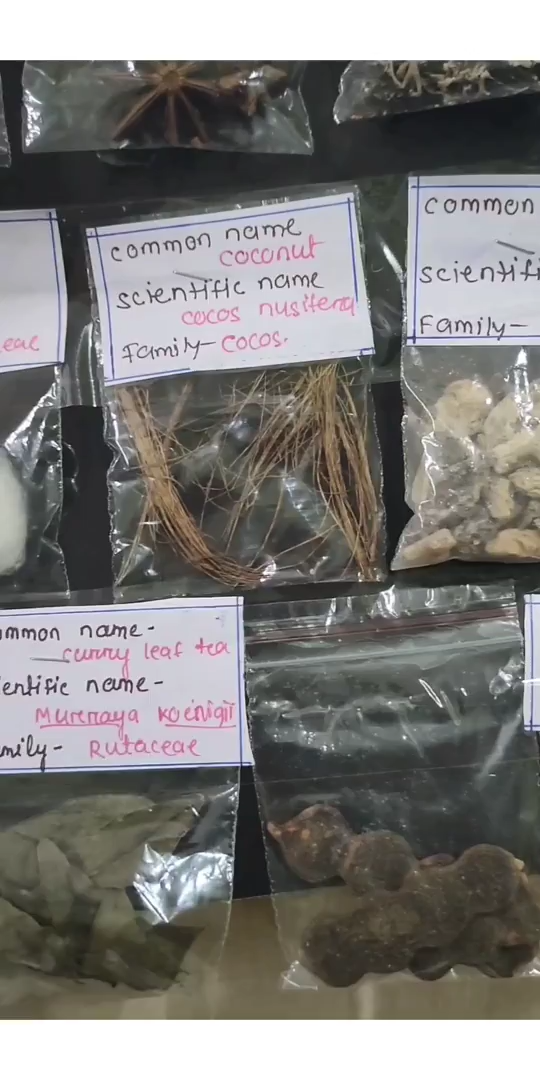 eae
common name
coconut
scientific name
cocos nusifera
Family- cocos.
common
scientifi
Family-
ommon name-
curry leaf tea
entific name-
Murraya koenigii
mily- Rutaceae